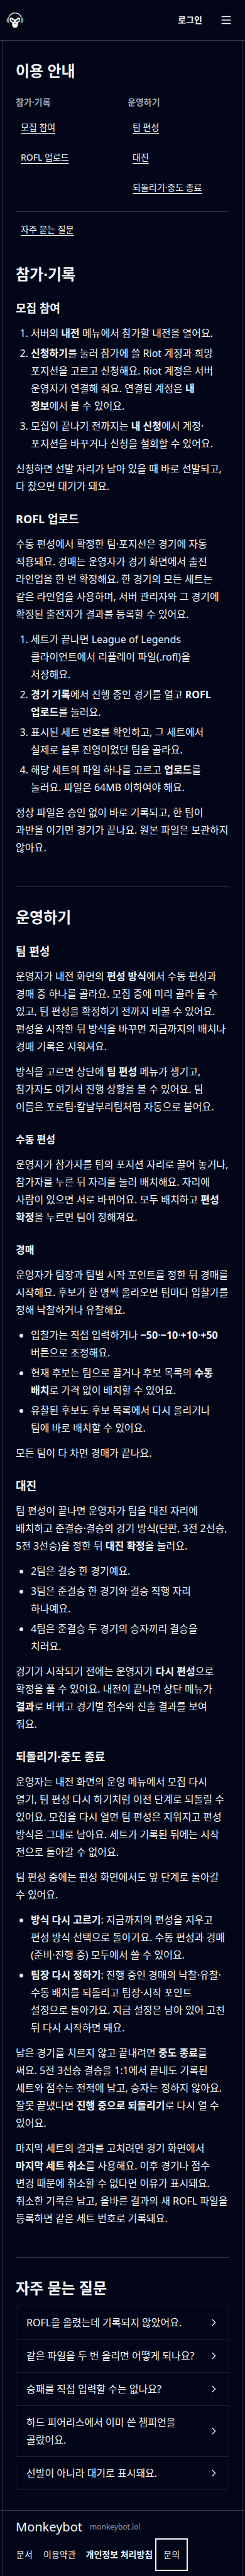 로그인
이용 안내
참가·기록
운영하기
모집 참여
팀 편성
ROFL 업로드
대진
되돌리기·중도 종료
자주 묻는 질문
참가·기록
모집 참여
1. 서버의 내전 메뉴에서 참가할 내전을 열어요.
2. 신청하기를 눌러 참가에 쓸 Riot 계정과 희망
포지션을 고르고 신청해요. Riot 계정은 서버
운영자가 연결해 줘요. 연결된 계정은 내
정보에서 볼 수 있어요.
3. 모집이 끝나기 전까지는 내 신청에서 계정·
포지션을 바꾸거나 신청을 철회할 수 있어요.
신청하면 선발 자리가 남아 있을 때 바로 선발되고,
다 찼으면 대기가 돼요.
ROFL 업로드
수동 편성에서 확정한 팀·포지션은 경기에 자동
적용돼요. 경매는 운영자가 경기 화면에서 출전
라인업을 한 번 확정해요. 한 경기의 모든 세트는
같은 라인업을 사용하며, 서버 관리자와 그 경기에
확정된 출전자가 결과를 등록할 수 있어요.
1. 세트가 끝나면 League of Legends
클라이언트에서 리플레이 파일(.rofl)을
저장해요.
2. 경기 기록에서 진행 중인 경기를 열고 ROFL
업로드를 눌러요.
3. 표시된 세트 번호를 확인하고, 그 세트에서
실제로 블루 진영이었던 팀을 골라요.
4. 해당 세트의 파일 하나를 고르고 업로드를
눌러요. 파일은 64MB 이하여야 해요.
정상 파일은 승인 없이 바로 기록되고, 한 팀이
과반을 이기면 경기가 끝나요. 원본 파일은 보관하지
않아요.
운영하기
팀 편성
운영자가 내전 화면의 편성 방식에서 수동 편성과
경매 중 하나를 골라요. 모집 중에 미리 골라 둘 수
있고, 팀 편성을 확정하기 전까지 바꿀 수 있어요.
편성을 시작한 뒤 방식을 바꾸면 지금까지의 배치나
경매 기록은 지워져요.
방식을 고르면 상단에 팀 편성 메뉴가 생기고,
참가자도 여기서 진행 상황을 볼 수 있어요. 팀
이름은 포로팀·칼날부리팀처럼 자동으로 붙어요.
수동 편성
운영자가 참가자를 팀의 포지션 자리로 끌어 놓거나,
참가자를 누른 뒤 자리를 눌러 배치해요. 자리에
사람이 있으면 서로 바뀌어요. 모두 배치하고 편성
확정을 누르면 팀이 정해져요.
경매
운영자가 팀장과 팀별 시작 포인트를 정한 뒤 경매를
시작해요. 후보가 한 명씩 올라오면 팀마다 입찰가를
정해 낙찰하거나 유찰해요.
• 입찰가는 직접 입력하거나 −50·−10·+10·+50
버튼으로 조정해요.
• 현재 후보는 팀으로 끌거나 후보 목록의 수동
배치로 가격 없이 배치할 수 있어요.
• 유찰된 후보도 후보 목록에서 다시 올리거나
팀에 바로 배치할 수 있어요.
모든 팀이 다 차면 경매가 끝나요.
대진
팀 편성이 끝나면 운영자가 팀을 대진 자리에
배치하고 준결승·결승의 경기 방식(단판, 3전 2선승,
5전 3선승)을 정한 뒤 대진 확정을 눌러요.
• 2팀은 결승 한 경기예요.
• 3팀은 준결승 한 경기와 결승 직행 자리
하나예요.
• 4팀은 준결승 두 경기의 승자끼리 결승을
치러요.
경기가 시작되기 전에는 운영자가 다시 편성으로
확정을 풀 수 있어요. 내전이 끝나면 상단 메뉴가
결과로 바뀌고 경기별 점수와 진출 결과를 보여
줘요.
되돌리기·중도 종료
운영자는 내전 화면의 운영 메뉴에서 모집 다시
열기, 팀 편성 다시 하기처럼 이전 단계로 되돌릴 수
있어요. 모집을 다시 열면 팀 편성은 지워지고 편성
방식은 그대로 남아요. 세트가 기록된 뒤에는 시작
전으로 돌아갈 수 없어요.
팀 편성 중에는 편성 화면에서도 앞 단계로 돌아갈
수 있어요.
• 방식 다시 고르기: 지금까지의 편성을 지우고
편성 방식 선택으로 돌아가요. 수동 편성과 경매
(준비·진행 중) 모두에서 쓸 수 있어요.
• 팀장 다시 정하기: 진행 중인 경매의 낙찰·유찰·
수동 배치를 되돌리고 팀장·시작 포인트
설정으로 돌아가요. 지금 설정은 남아 있어 고친
뒤 다시 시작하면 돼요.
남은 경기를 치르지 않고 끝내려면 중도 종료를
써요. 5전 3선승 결승을 1:1에서 끝내도 기록된
세트와 점수는 전적에 남고, 승자는 정하지 않아요.
잘못 끝냈다면 진행 중으로 되돌리기로 다시 열 수
있어요.
마지막 세트의 결과를 고치려면 경기 화면에서
마지막 세트 취소를 사용해요. 이후 경기나 점수
변경 때문에 취소할 수 없다면 이유가 표시돼요.
취소한 기록은 남고, 올바른 결과의 새 ROFL 파일을
등록하면 같은 세트 번호로 기록돼요.
자주 묻는 질문
ROFL을 올렸는데 기록되지 않았어요.
같은 파일을 두 번 올리면 어떻게 되나요?
승패를 직접 입력할 수는 없나요?
하드 피어리스에서 이미 쓴 챔피언을
골랐어요.
선발이 아니라 대기로 표시돼요.
Monkeybot monkeybot.lol
문서 이용약관 개인정보 처리방침 문의